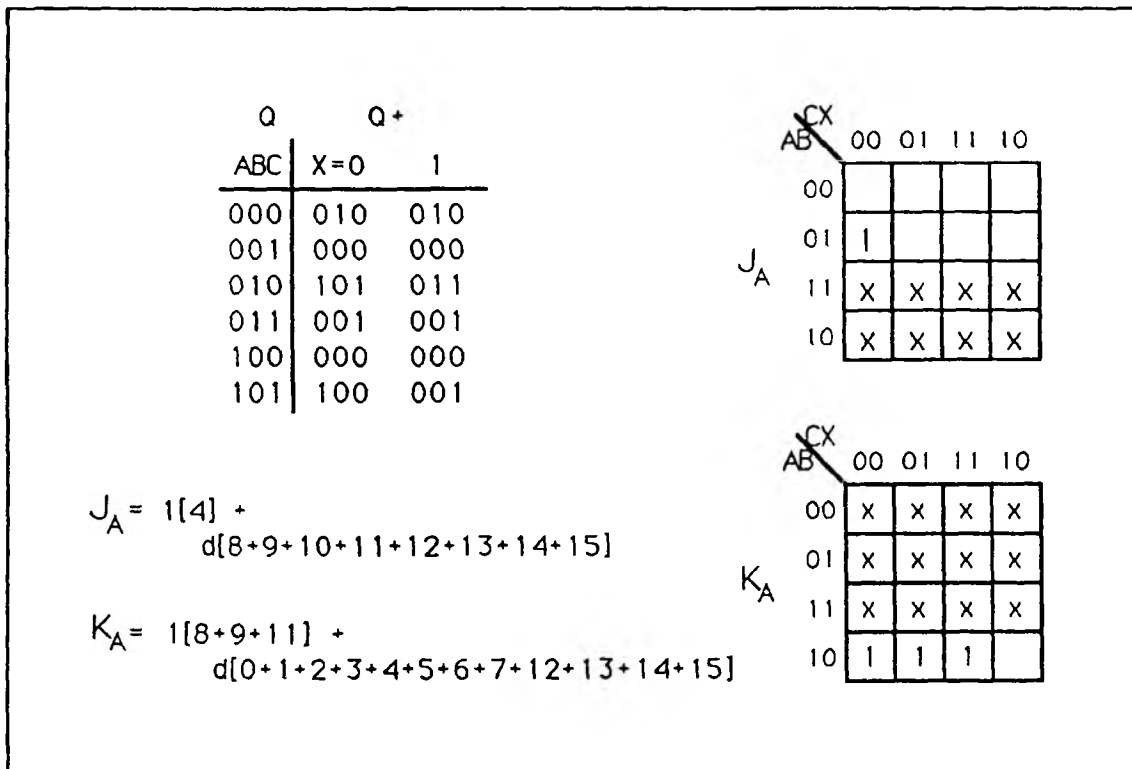 Q Q+
ABC X=0 1
000 010 010
001 000 000
010 101 011
011 001 001
100 000 000
101 100 001
J_A = 1[4] +
d[8+9+10+11+12+13+14+15]
K_A = 1[8+9+11] +
d[0+1+2+3+4+5+6+7+12+13+14+15]
CX
AB 00 01 11 10
00
01 1
J_A
11 X X X X
10 X X X X
CX
AB 00 01 11 10
00 X X X X
01 X X X X
K_A
11 X X X X
10 1 1 1